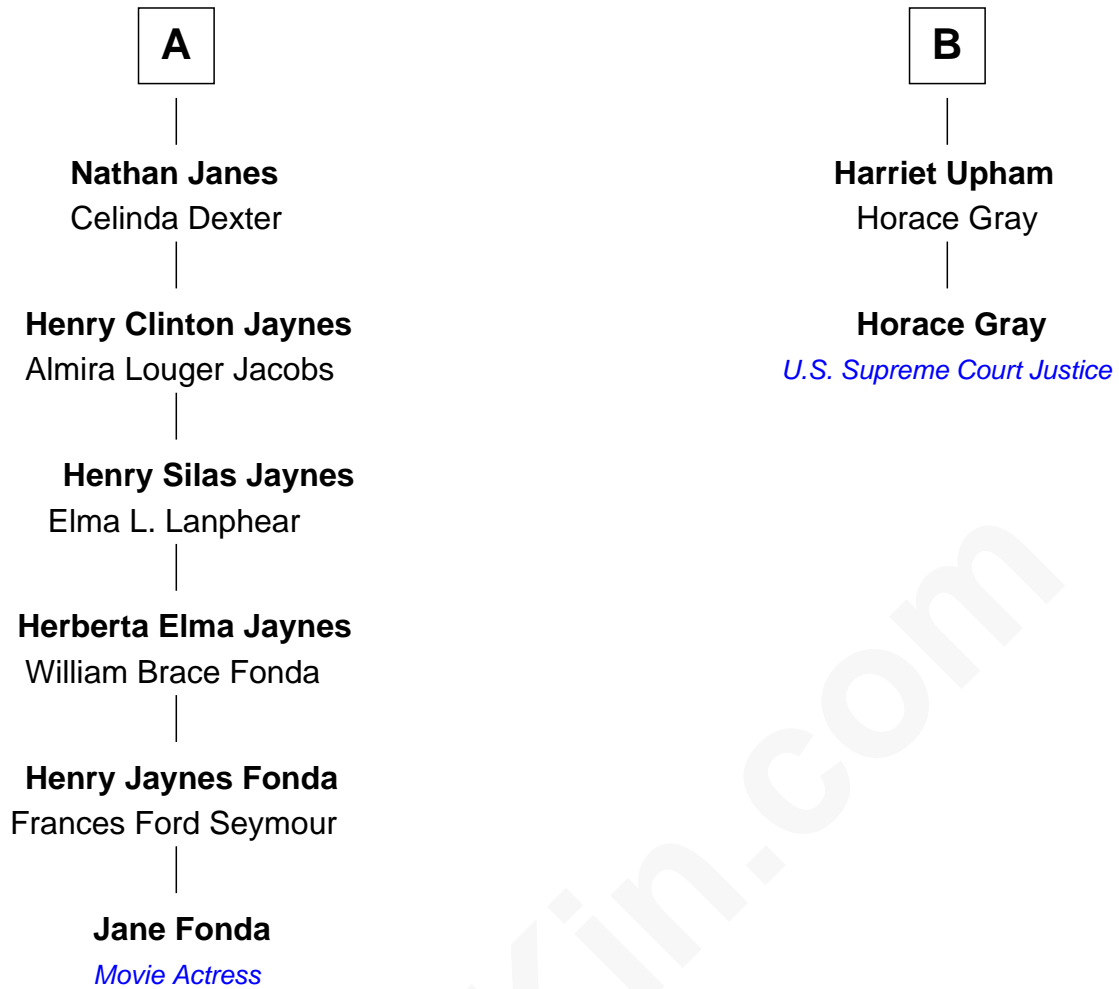 A
Nathan Janes
Celinda Dexter
Henry Clinton Jaynes
Almira Louger Jacobs
Henry Silas Jaynes
Elma L. Lanphear
Herberta Elma Jaynes
William Brace Fonda
Henry Jaynes Fonda
Frances Ford Seymour
Jane Fonda
Movie Actress
B
Harriet Upham
Horace Gray
Horace Gray
U.S. Supreme Court Justice
in.com